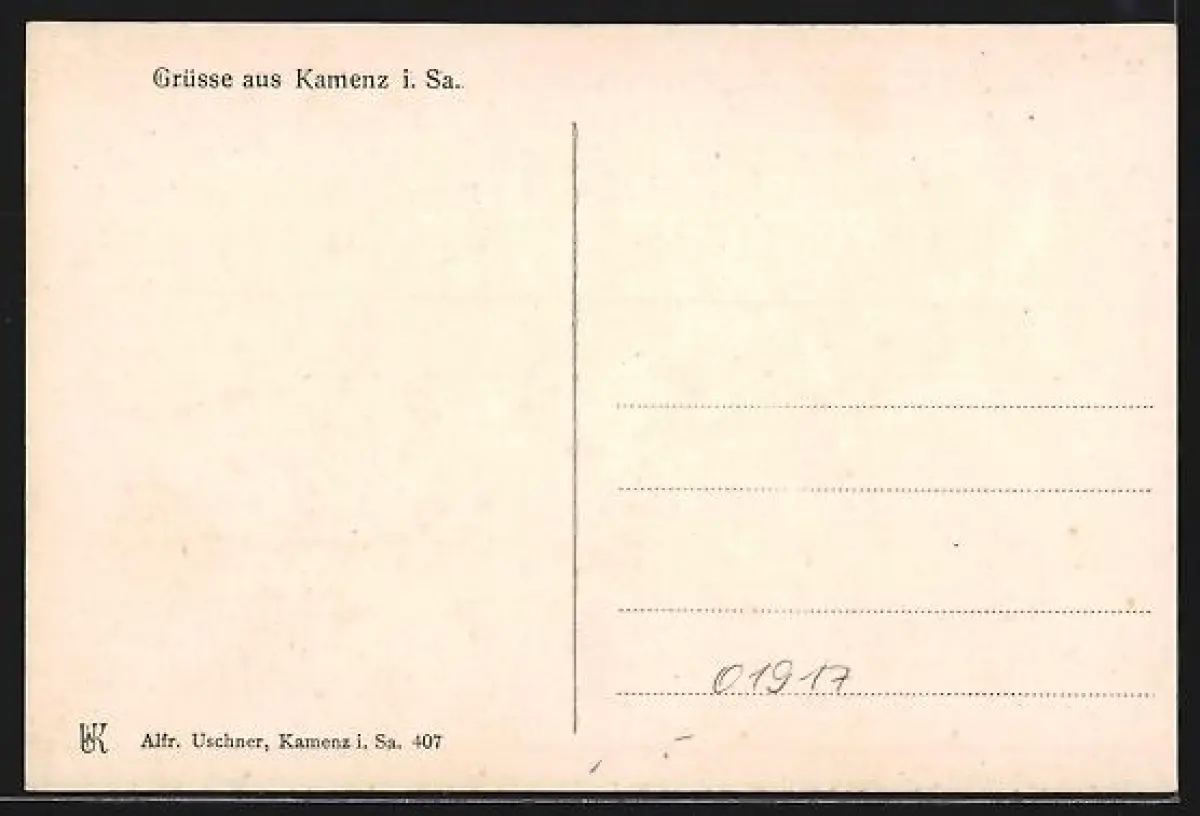 Grüsse aus Kamenz i. Sa.
01917
Alfr. Uschner, Kamenz i. Sa. 407